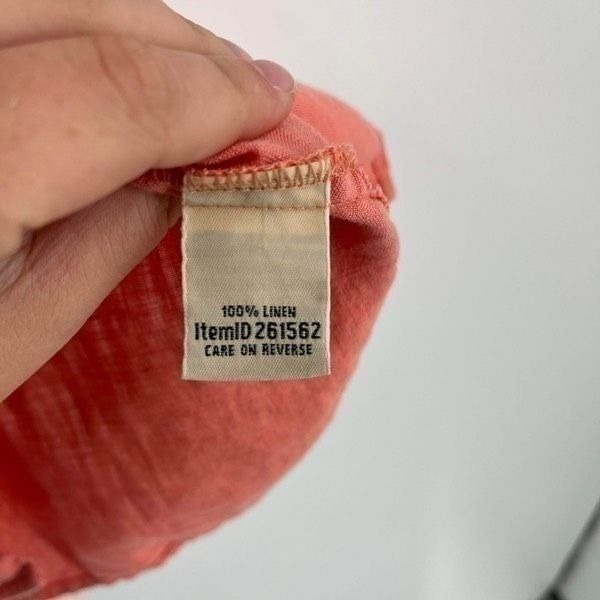 100% LINEN
ItemID 261562
CARE ON REVERSE